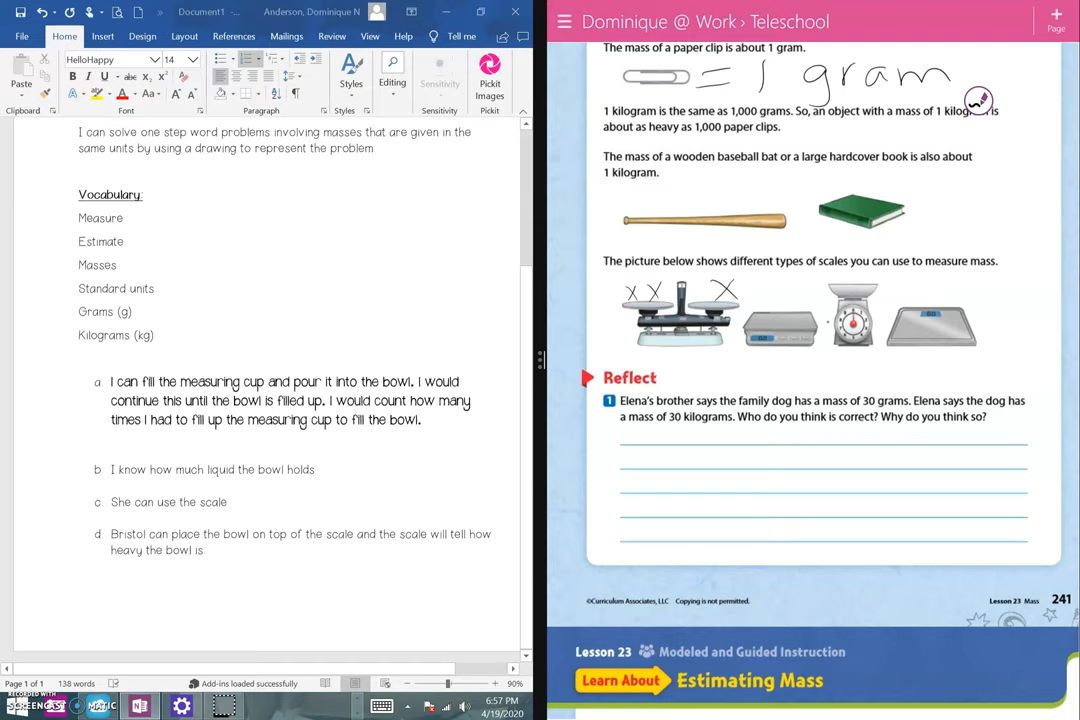 Document1 -...
Anderson, Dominique N
File
Home
Insert
Design
Layout
References
Mailings
Review
View
Help
Tell me
Paste
HelloHappy
14
Styles
Editing
Sensitivity
Pickit
Images
Clipboard
Font
Paragraph
Styles
Sensitivity
Pickit
I can solve one step word problems involving masses that are given in the
same units by using a drawing to represent the problem
Vocabulary:
Measure
Estimate
Masses
Standard units
Grams (g)
Kilograms (kg)
a. I can fill the measuring cup and pour it into the bowl. I would
continue this until the bowl is filled up. I would count how many
times I had to fill up the measuring cup to fill the bowl.
b. I know how much liquid the bowl holds
c. She can use the scale
d. Bristol can place the bowl on top of the scale and the scale will tell how
heavy the bowl is
Page 1 of 1
138 words
Add-ins loaded successfully
90%
RECORDED WITH
SCREENCAST MATIC
6:57 PM
4/19/2020
Dominique @ Work › Teleschool
Page
The mass of a paper clip is about 1 gram.
= 1 gram
1 kilogram is the same as 1,000 grams. So, an object with a mass of 1 kilog is
about as heavy as 1,000 paper clips.
The mass of a wooden baseball bat or a large hardcover book is also about
1 kilogram.
The picture below shows different types of scales you can use to measure mass.
X X X
Reflect
1 Elena's brother says the family dog has a mass of 30 grams. Elena says the dog has
a mass of 30 kilograms. Who do you think is correct? Why do you think so?
©Curriculum Associates, LLC Copying is not permitted.
Lesson 23 Mass 241
Lesson 23 Modeled and Guided Instruction
Learn About Estimating Mass